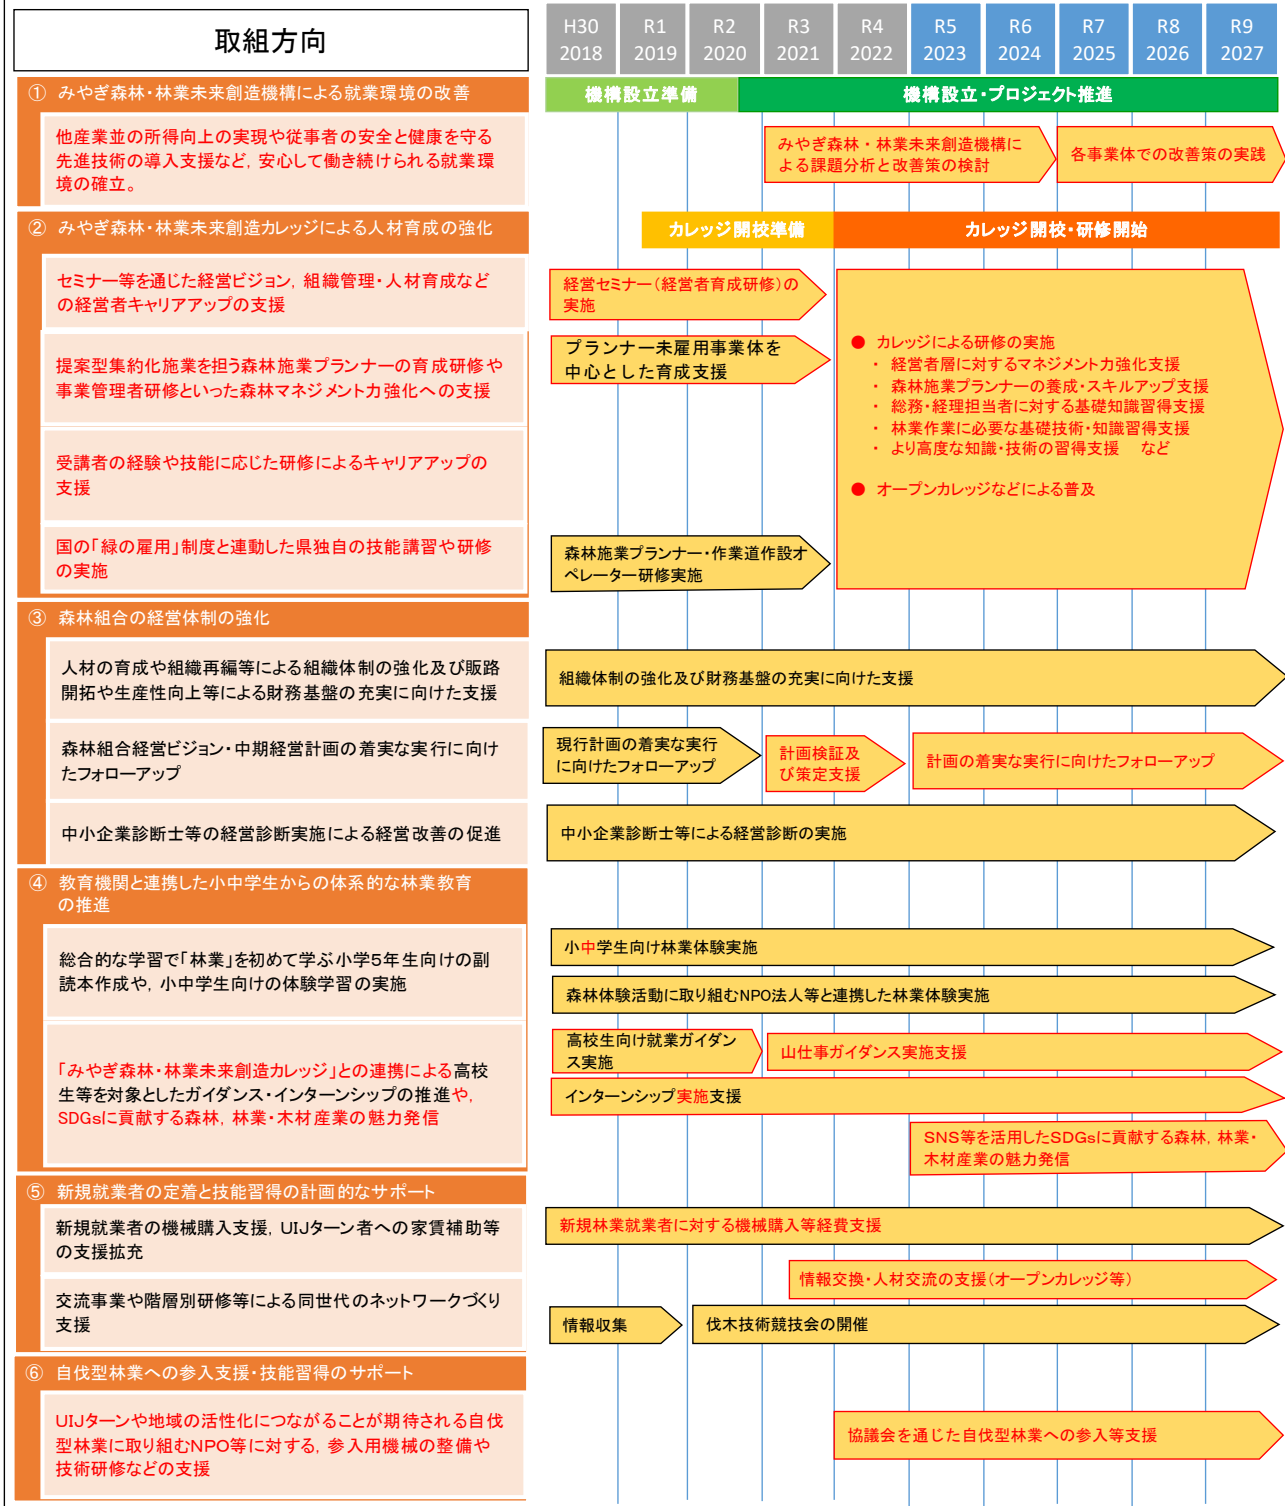 取組方向
H30 R1 R2 R3 R4 R5 R6 R7 R8 R9
2018 2019 2020 2021 2022 2023 2024 2025 2026 2027
① みやぎ森林・林業未来創造機構による就業環境の改善
機構設立準備
機構設立・プロジェクト推進
他産業並の所得向上の実現や従事者の安全と健康を守る
先進技術の導入支援など, 安心して働き続けられる就業環
境の確立。
みやぎ森林・林業未来創造機構に
よる課題分析と改善策の検討
各事業体での改善策の実践
② みやぎ森林・林業未来創造カレッジによる人材育成の強化
カレッジ開校準備
カレッジ開校・研修開始
セミナー等を通じた経営ビジョン, 組織管理・人材育成など
の経営者キャリアアップの支援
経営セミナー(経営者育成研修)の
実施
提案型集約化施業を担う森林施業プランナーの育成研修や
事業管理者研修といった森林マネジメント力強化への支援
プランナー未雇用事業体を
中心とした育成支援
● カレッジによる研修の実施
・ 経営者層に対するマネジメント力強化支援
・ 森林施業プランナーの養成・スキルアップ支援
・ 総務・経理担当者に対する基礎知識習得支援
・ 林業作業に必要な基礎技術・知識習得支援
・ より高度な知識・技術の習得支援 など
● オープンカレッジなどによる普及
受講者の経験や技能に応じた研修によるキャリアアップの
支援
国の「緑の雇用」制度と連動した県独自の技能講習や研修
の実施
森林施業プランナー・作業道作設オ
ペレーター研修実施
③ 森林組合の経営体制の強化
人材の育成や組織再編等による組織体制の強化及び販路
開拓や生産性向上等による財務基盤の充実に向けた支援
組織体制の強化及び財務基盤の充実に向けた支援
森林組合経営ビジョン・中期経営計画の着実な実行に向け
たフォローアップ
現行計画の着実な実行
に向けたフォローアップ
計画検証及
び策定支援
計画の着実な実行に向けたフォローアップ
中小企業診断士等の経営診断実施による経営改善の促進
中小企業診断士等による経営診断の実施
④ 教育機関と連携した小中学生からの体系的な林業教育
の推進
総合的な学習で「林業」を初めて学ぶ小学5年生向けの副
読本作成や, 小中学生向けの体験学習の実施
小中学生向け林業体験実施
森林体験活動に取り組むNPO法人等と連携した林業体験実施
「みやぎ森林・林業未来創造カレッジ」との連携による高校
生等を対象としたガイダンス・インターンシップの推進や,
SDGsに貢献する森林, 林業・木材産業の魅力発信
高校生向け就業ガイダン
ス実施
山仕事ガイダンス実施支援
インターンシップ実施支援
SNS等を活用したSDGsに貢献する森林, 林業・
木材産業の魅力発信
⑤ 新規就業者の定着と技能習得の計画的なサポート
新規就業者の機械購入支援, UIJターン者への家賃補助等
の支援拡充
新規林業就業者に対する機械購入等経費支援
交流事業や階層別研修等による同世代のネットワークづくり
支援
情報交換・人材交流の支援(オープンカレッジ等)
情報収集
伐木技術競技会の開催
⑥ 自伐型林業への参入支援・技能習得のサポート
UIJターンや地域の活性化につながることが期待される自伐
型林業に取り組むNPO等に対する, 参入用機械の整備や
技術研修などの支援
協議会を通じた自伐型林業への参入等支援